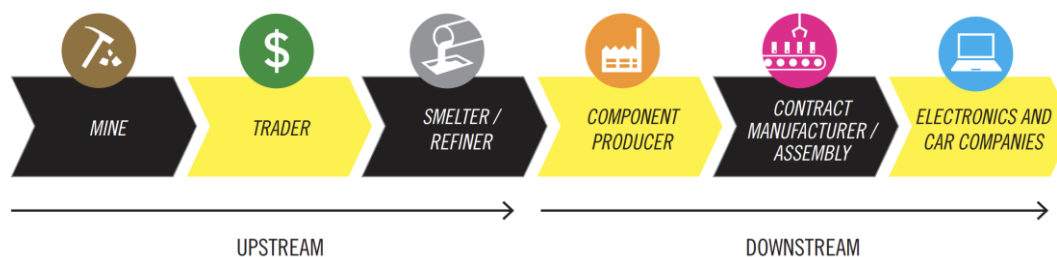 $
MINE
TRADER
SMELTER /
REFINER
COMPONENT
PRODUCER
CONTRACT
MANUFACTURER /
ASSEMBLY
ELECTRONICS AND
CAR COMPANIES
UPSTREAM
DOWNSTREAM